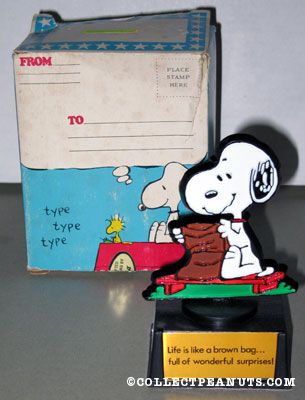 FROM
PLACE
STAMP
HERE
TO
type
type
type
Life is like a brown bag...
full of wonderful surprises!
©COLLECTPEANUTS.COM